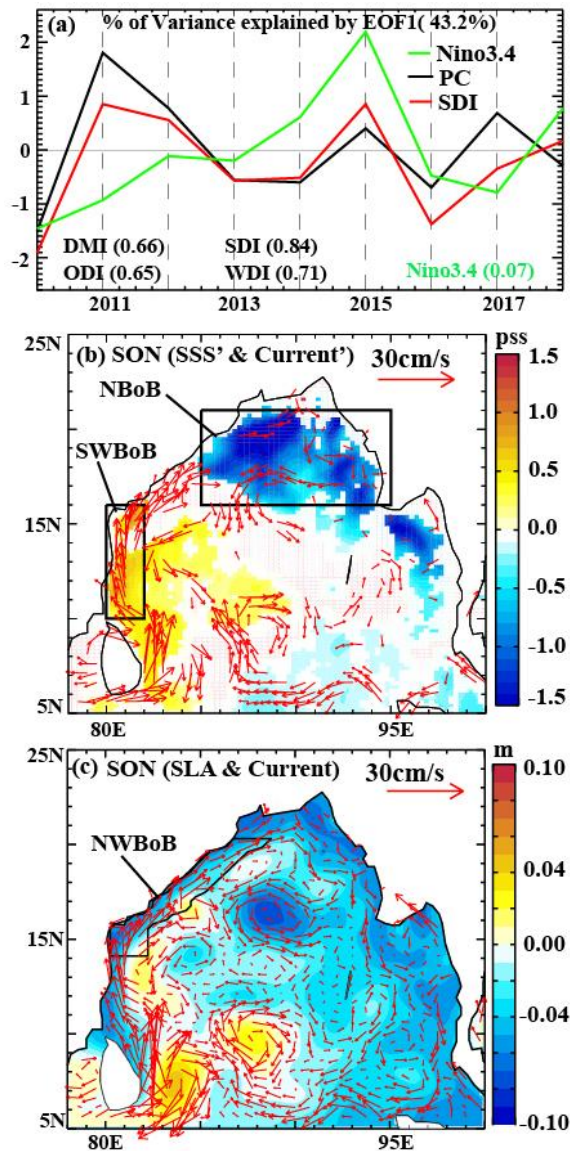 (a) % of Variance explained by EOF1( 43.2%)
2
1
0
-1
-2
Nino3.4
PC
SDI
DMI (0.66) SDI (0.84)
ODI (0.65) WDI (0.71) Nino3.4 (0.07)
2011 2013 2015 2017
(b) SON (SSS' & Current')
30cm/s
NBoB
SWBoB
25N
15N
5N
80E 95E
pss
1.5
1.0
0.5
0.0
-0.5
-1.0
-1.5
(c) SON (SLA & Current)
30cm/s
NWBoB
25N
15N
5N
80E 95E
m
0.10
0.04
0.00
-0.04
-0.10